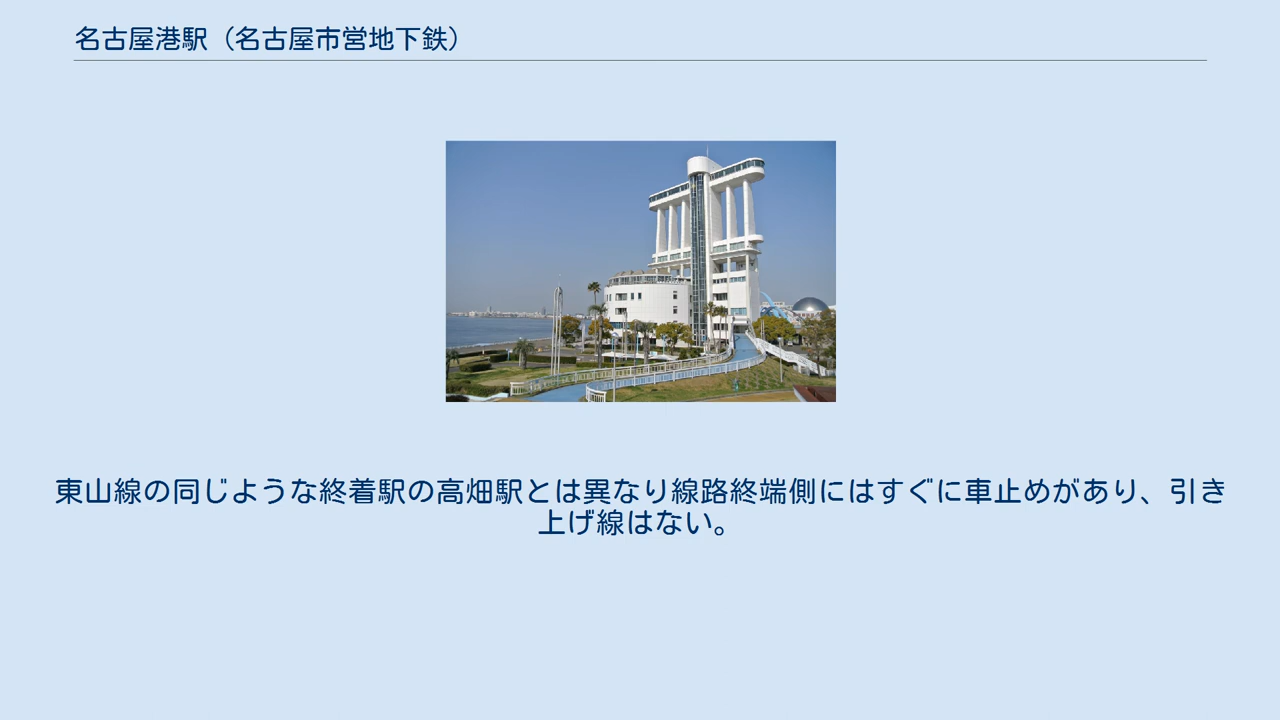 名古屋港駅（名古屋市営地下鉄）
東山線の同じような終着駅の高畑駅とは異なり線路終端側にはすぐに車止めがあり、引き
上げ線はない。